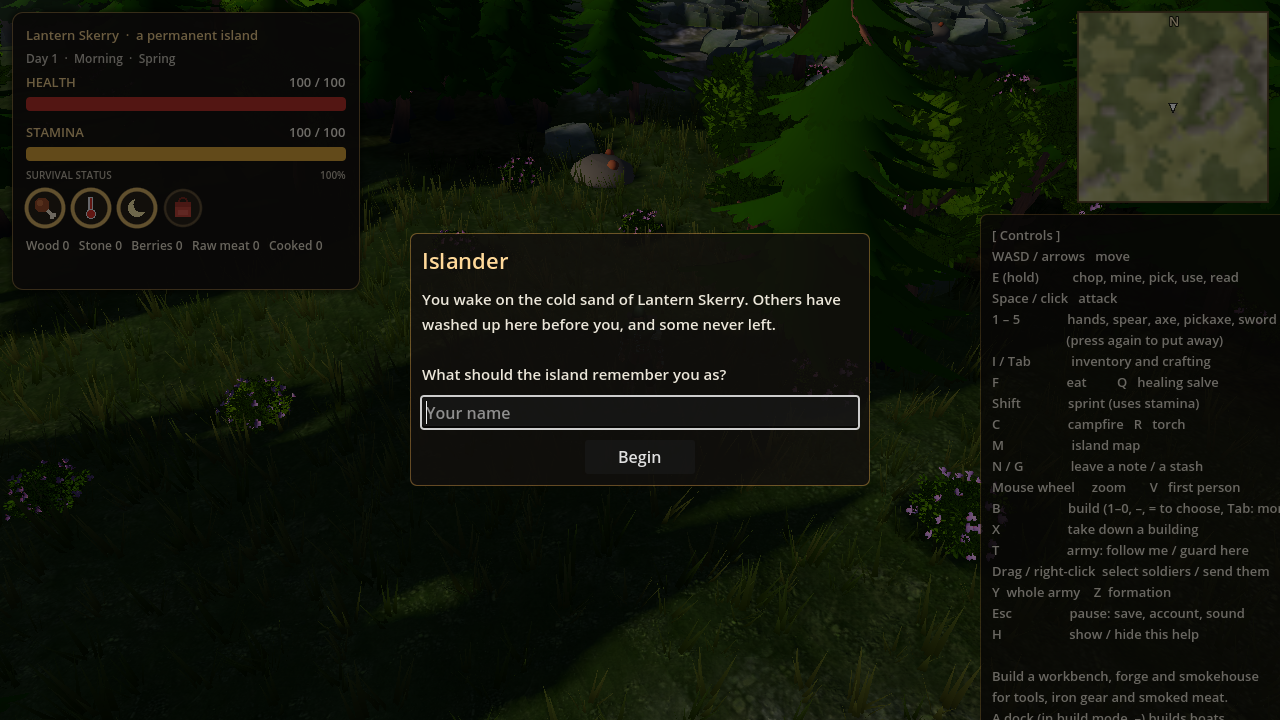 Lantern Skerry · a permanent island
Day 1 · Morning · Spring
HEALTH 100 / 100
STAMINA 100 / 100
SURVIVAL STATUS 100%
Wood 0 Stone 0 Berries 0 Raw meat 0 Cooked 0
N
Islander
You wake on the cold sand of Lantern Skerry. Others have
washed up here before you, and some never left.
What should the island remember you as?
Your name
Begin
[ Controls ]
WASD / arrows move
E (hold) chop, mine, pick, use, read
Space / click attack
1 – 5 hands, spear, axe, pickaxe, sword
(press again to put away)
I / Tab inventory and crafting
F eat Q healing salve
Shift sprint (uses stamina)
C campfire R torch
M island map
N / G leave a note / a stash
Mouse wheel zoom V first person
B build (1–0, –, = to choose, Tab:
X take down a building
T army: follow me / guard here
Drag / right-click select soldiers / send them
Y whole army Z formation
Esc pause: save, account, sound
H show / hide this help
Build a workbench, forge and smokehouse
for tools, iron gear and smoked meat.
A dock (in build mode, –) builds boats